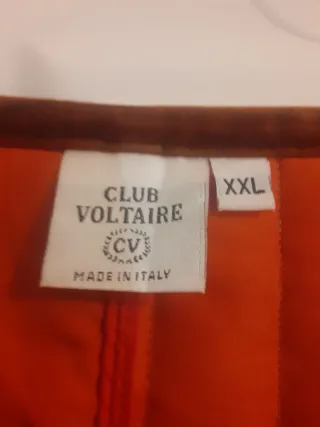 CLUB
VOLTAIRE
CV
MADE IN ITALY
XXL